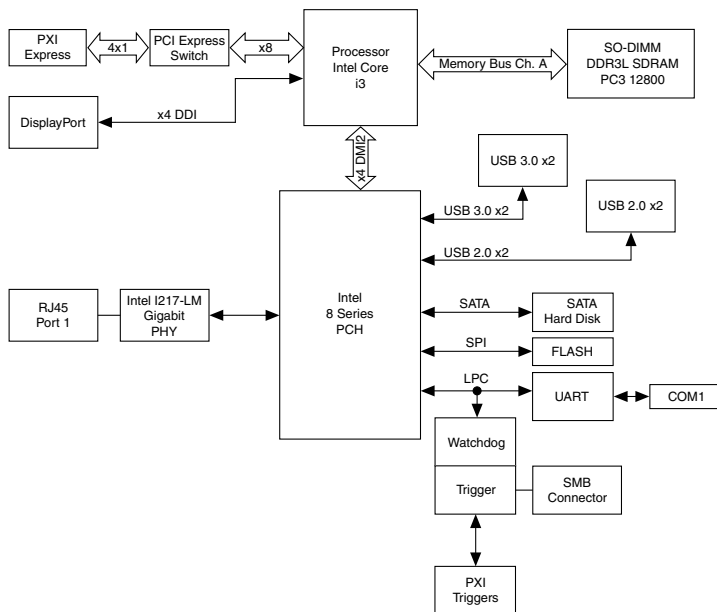 PXI
Express
4x1
PCI Express
Switch
x8
Processor
Intel Core
i3
Memory Bus Ch. A
SO-DIMM
DDR3L SDRAM
PC3 12800
DisplayPort
x4 DDI
x4 DMI2
USB 3.0 x2
USB 2.0 x2
USB 3.0 x2
USB 2.0 x2
RJ45
Port 1
Intel I217-LM
Gigabit
PHY
Intel
8 Series
PCH
SATA
SATA
Hard Disk
SPI
FLASH
LPC
UART
COM1
Watchdog
Trigger
SMB
Connector
PXI
Triggers